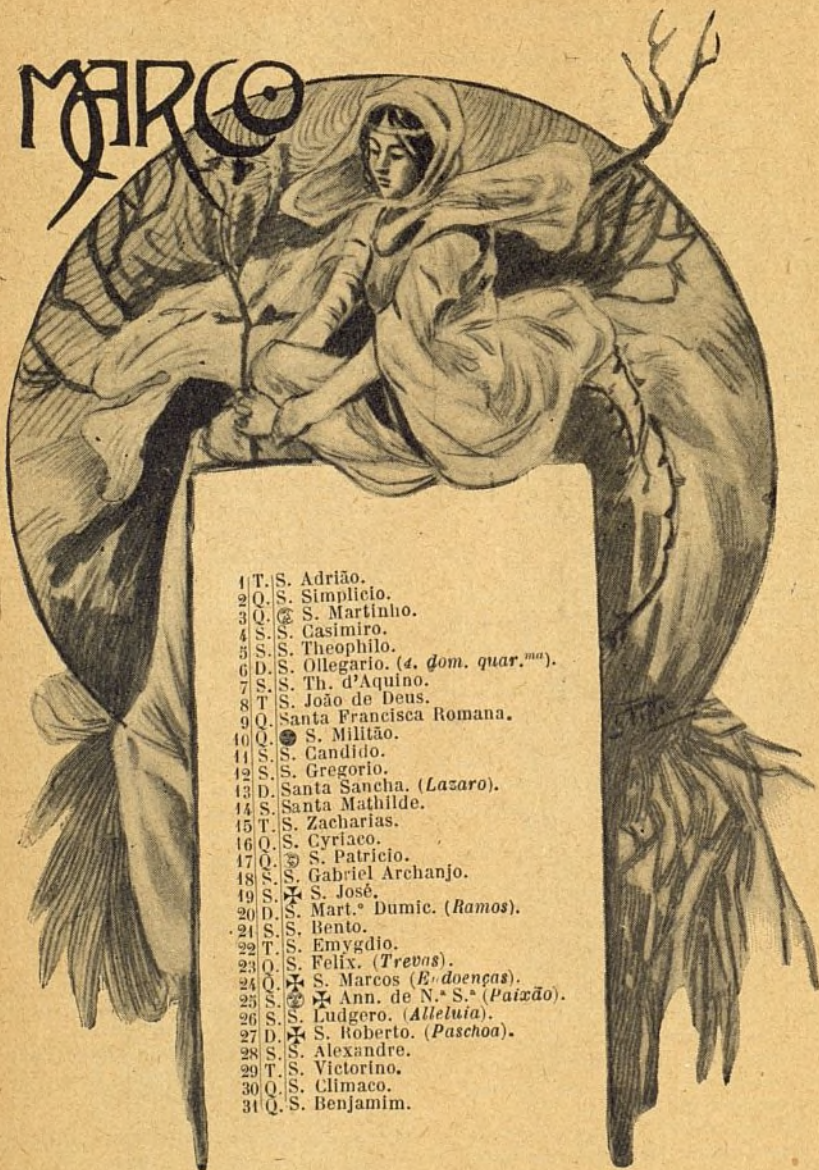 MARÇO
1 T. S. Adrião.
2 Q. S. Simplicio.
3 Q. S. Martinho.
4 S. S. Casimiro.
5 S. S. Theophilo.
6 D. S. Ollegario. (4. dom. quar.ma).
7 S. S. Th. d'Aquino.
8 T S. João de Deus.
9 Q. Santa Francisca Romana.
10 Q. S. Militão.
11 S. S. Candido.
12 S. S. Gregorio.
13 D. Santa Sancha. (Lazaro).
14 S. Santa Mathilde.
15 T. S. Zacharias.
16 Q. S. Cyriaco.
17 Q. S. Patricio.
18 S. S. Gabriel Archanjo.
19 S. ✠ S. José.
20 D. S. Mart.º Dumic. (Ramos).
21 S. S. Bento.
22 T. S. Emygdio.
23 Q. S. Felix. (Trevas).
24 Q. ✠ S. Marcos (Endoenças).
25 S. ✠ Ann. de N.ª S.ª (Paixão).
26 S. S. Ludgero. (Alleluia).
27 D. ✠ S. Roberto. (Paschoa).
28 S. S. Alexandre.
29 T. S. Victorino.
30 Q. S. Climaco.
31 Q. S. Benjamim.